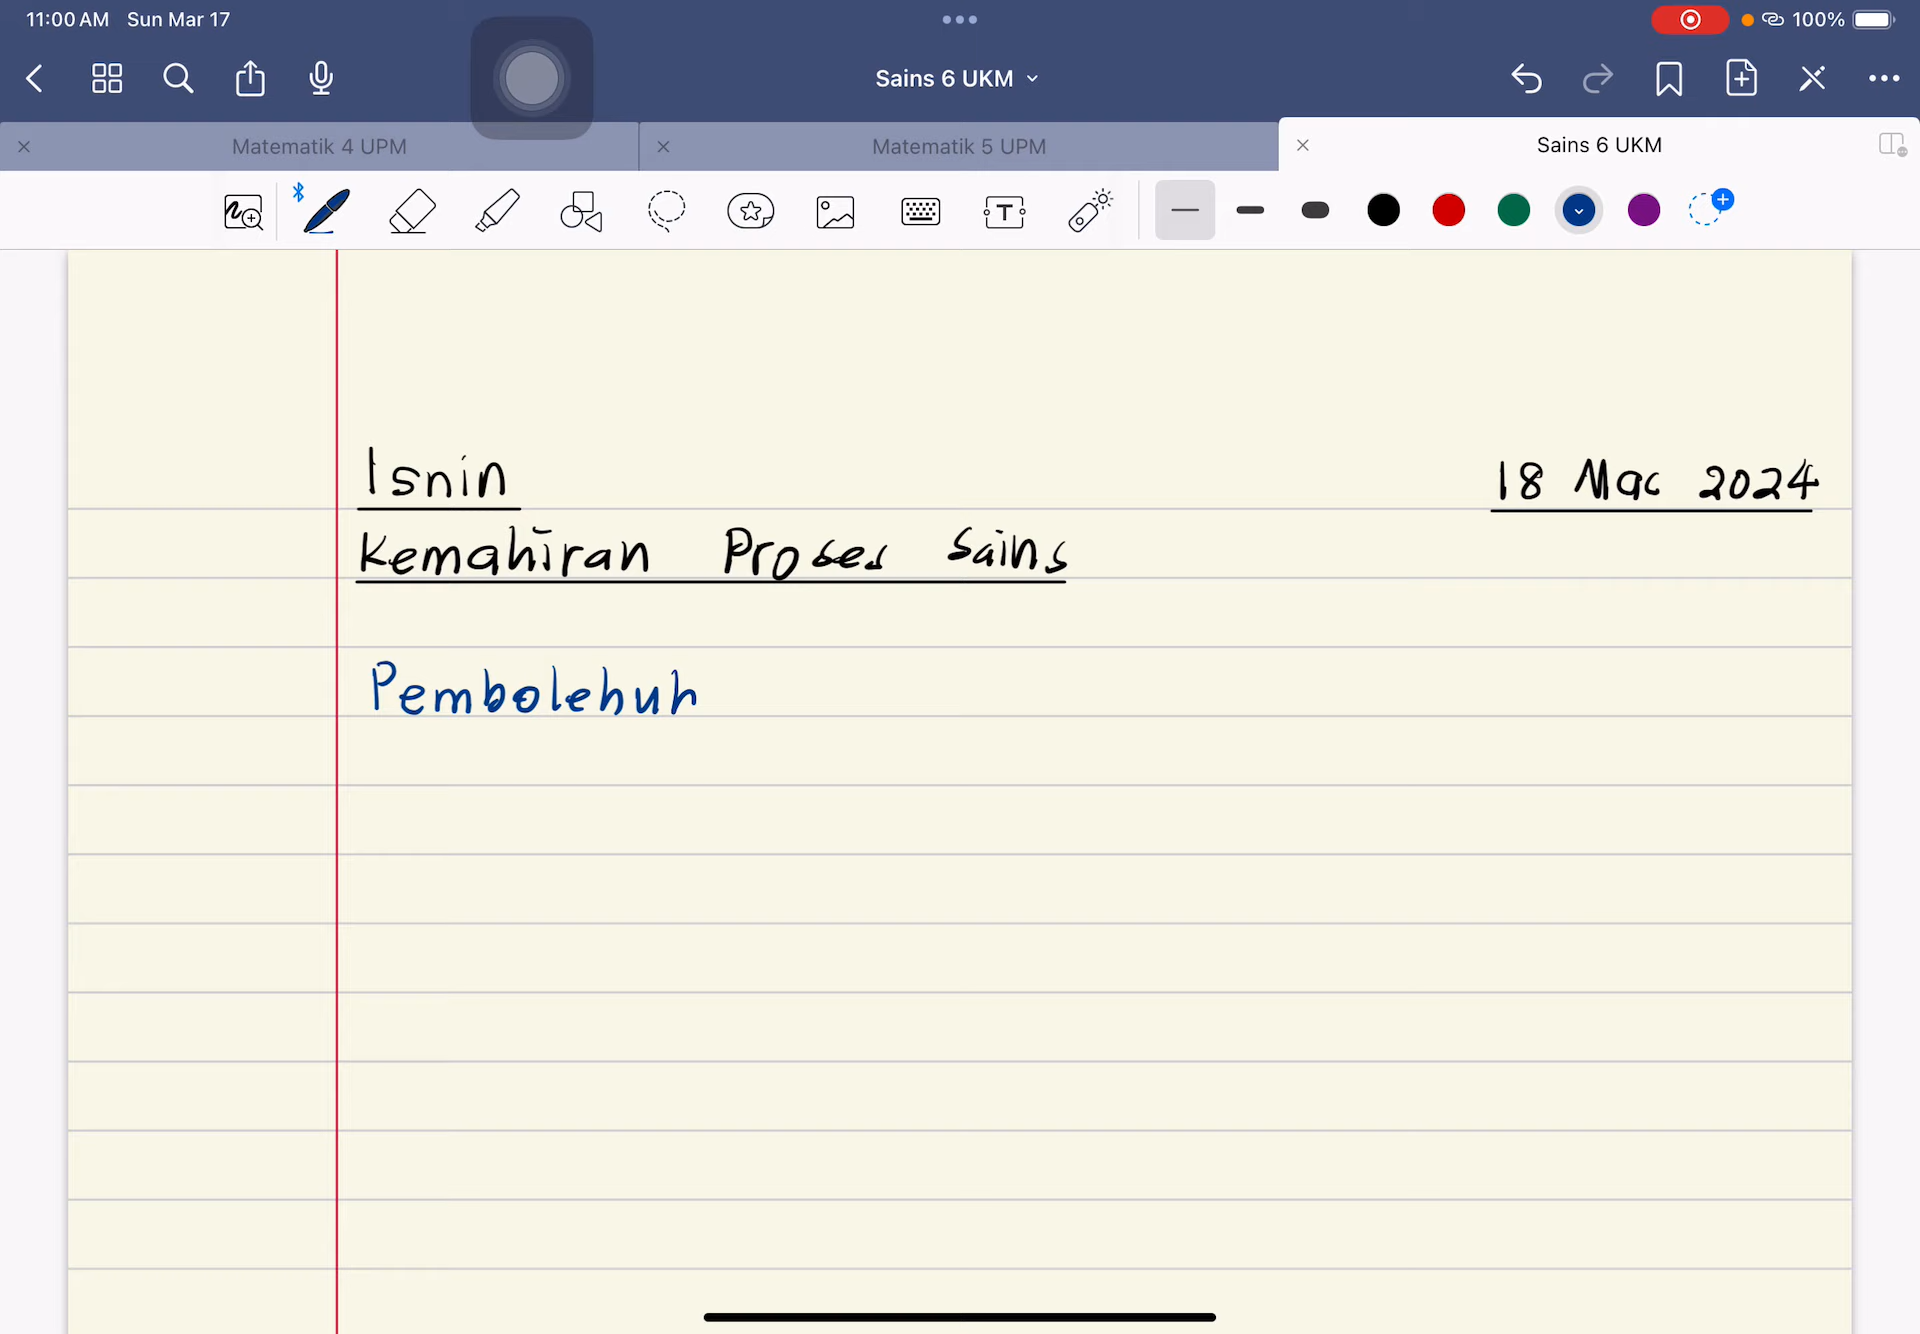 11:00 AM Sun Mar 17
100%
Sains 6 UKM
Matematik 4 UPM
Matematik 5 UPM
Sains 6 UKM
T
Isnin
18 Mac 2024
Kemahiran Proses Sains
Pembolehuh